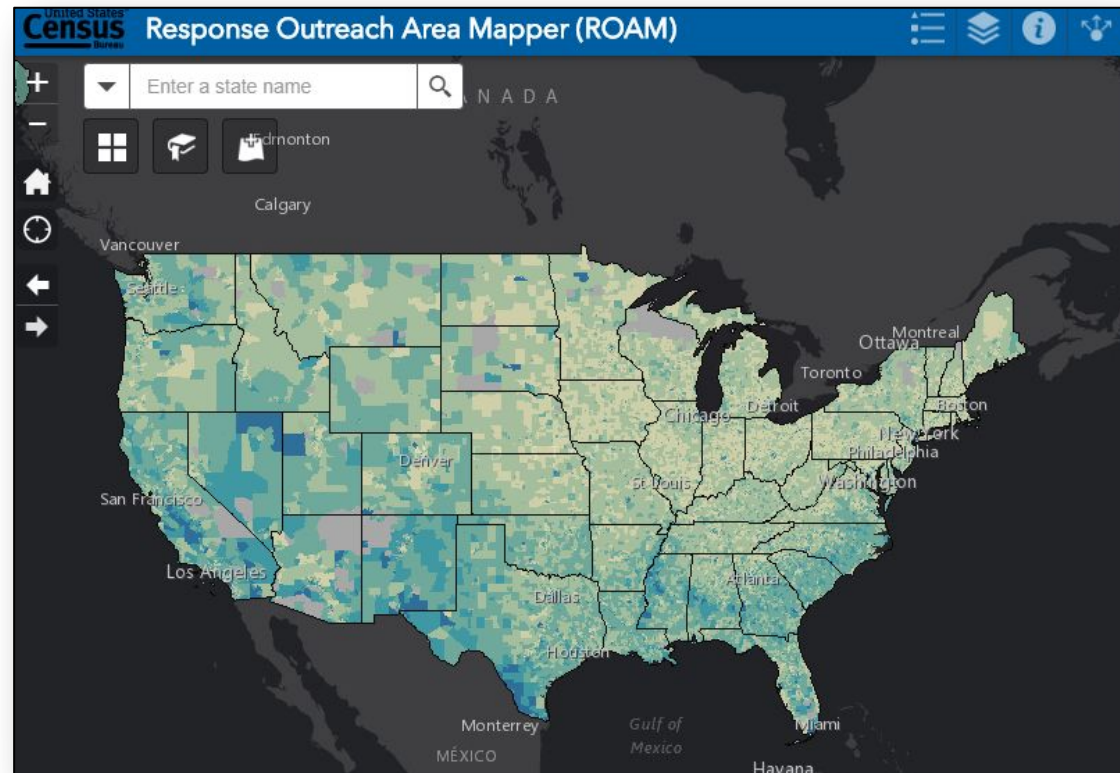 United States™
Census
Bureau
Response Outreach Area Mapper (ROAM)
Enter a state name
CANADA
Edmonton
Calgary
Vancouver
Seattle
Montreal
Ottawa
Toronto
Boston
Detroit
Chicago
New York
Philadelphia
Denver
St Louis
Washington
San Francisco
Los Angeles
Atlanta
Dallas
Houston
Monterrey
Gulf of
Mexico
Miami
MÉXICO
Havana